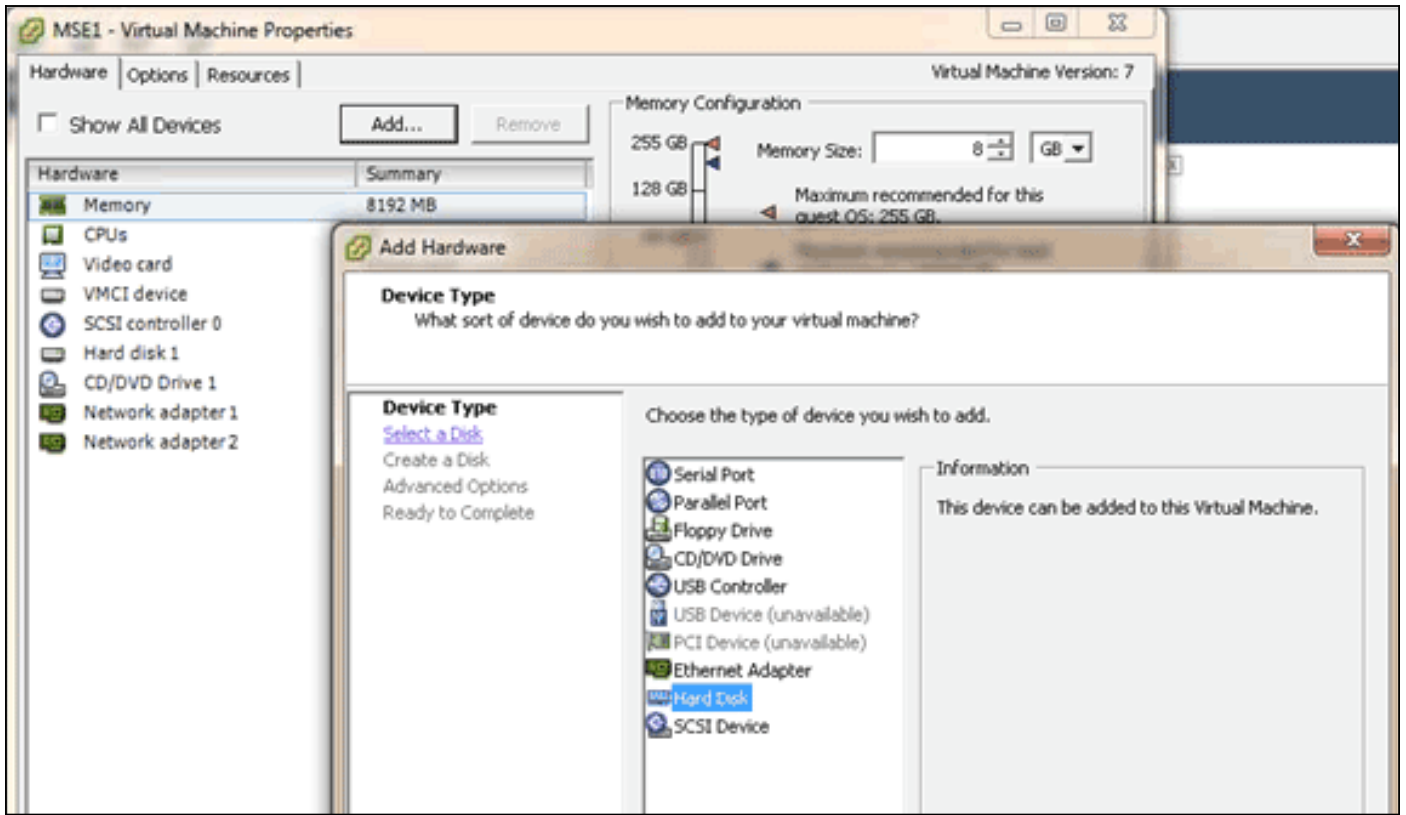 MSE1 - Virtual Machine Properties
Hardware Options Resources
Virtual Machine Version: 7
Show All Devices
Add...
Remove
Hardware Summary
Memory 8192 MB
CPUs
Video card
VMCI device
SCSI controller 0
Hard disk 1
CD/DVD Drive 1
Network adapter 1
Network adapter 2
Memory Configuration
255 GB
128 GB
Memory Size: 8 GB
Maximum recommended for this
guest OS: 255 GB.
Add Hardware
Device Type
What sort of device do you wish to add to your virtual machine?
Device Type
Select a Disk
Create a Disk
Advanced Options
Ready to Complete
Choose the type of device you wish to add.
Serial Port
Parallel Port
Floppy Drive
CD/DVD Drive
USB Controller
USB Device (unavailable)
PCI Device (unavailable)
Ethernet Adapter
Hard Disk
SCSI Device
Information
This device can be added to this Virtual Machine.